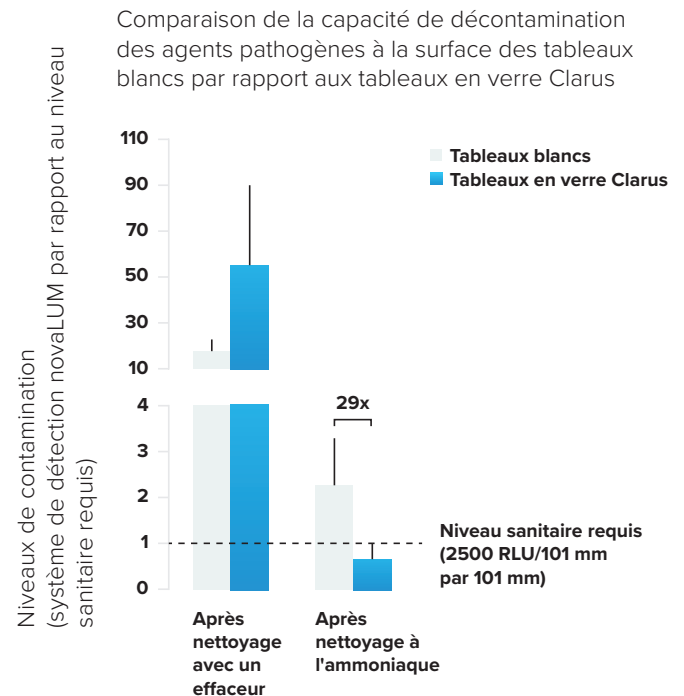 Comparaison de la capacité de décontamination
des agents pathogènes à la surface des tableaux
blancs par rapport aux tableaux en verre Clarus
Niveaux de contamination
(système de détection novaLUM par rapport au niveau
sanitaire requis)
110
90
70
50
30
10
4
3
2
1
0
Tableaux blancs
Tableaux en verre Clarus
29x
Niveau sanitaire requis
(2500 RLU/101 mm
par 101 mm)
Après
nettoyage
avec un
effaceur
Après
nettoyage à
l'ammoniaque